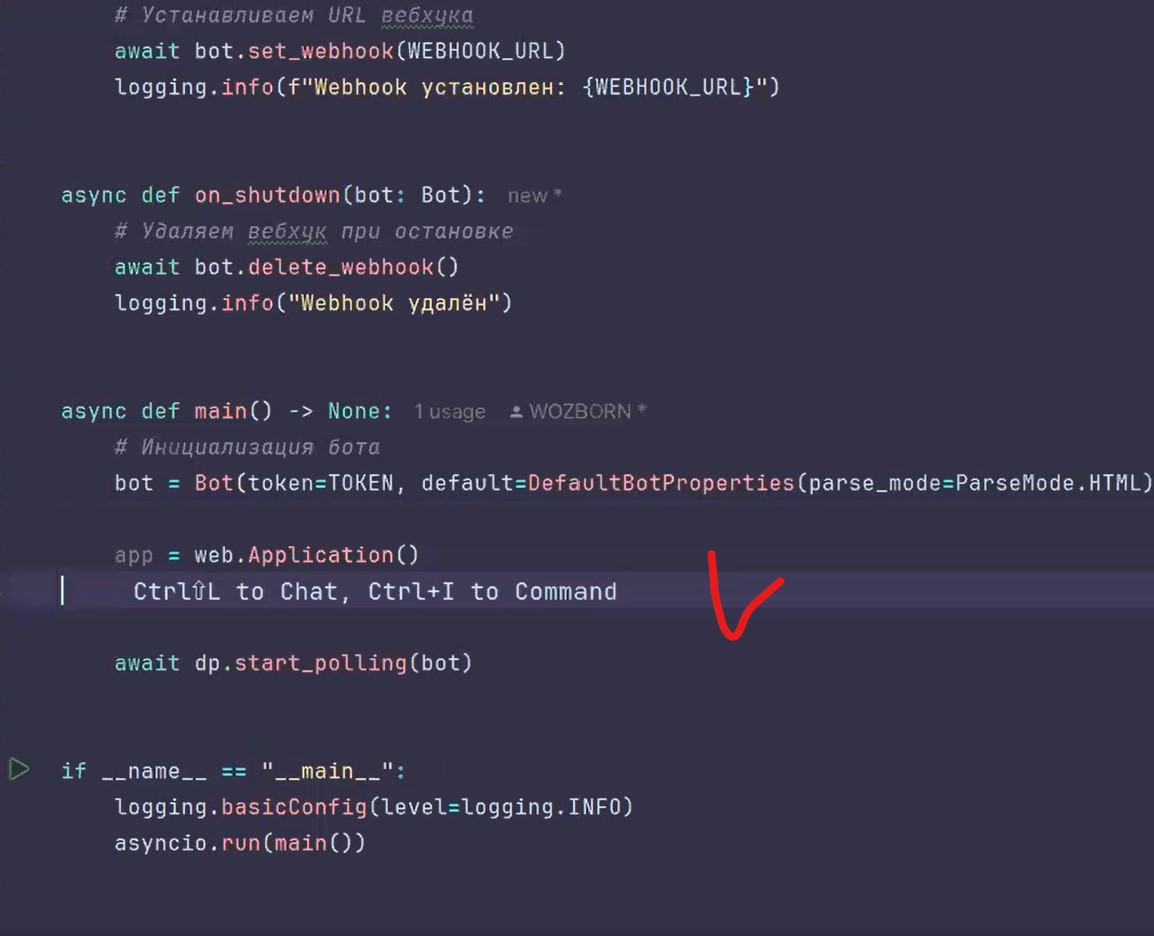 # Устанавливаем URL вебхука
await bot.set_webhook(WEBHOOK_URL)
logging.info(f"Webhook установлен: {WEBHOOK_URL}")
async def on_shutdown(bot: Bot): new *
# Удаляем вебхук при остановке
await bot.delete_webhook()
logging.info("Webhook удалён")
async def main() -> None: 1 usage WOZBORN *
# Инициализация бота
bot = Bot(token=TOKEN, default=DefaultBotProperties(parse_mode=ParseMode.HTML)
app = web.Application()
Ctrl⇧L to Chat, Ctrl+I to Command
await dp.start_polling(bot)
if __name__ == "__main__":
logging.basicConfig(level=logging.INFO)
asyncio.run(main())